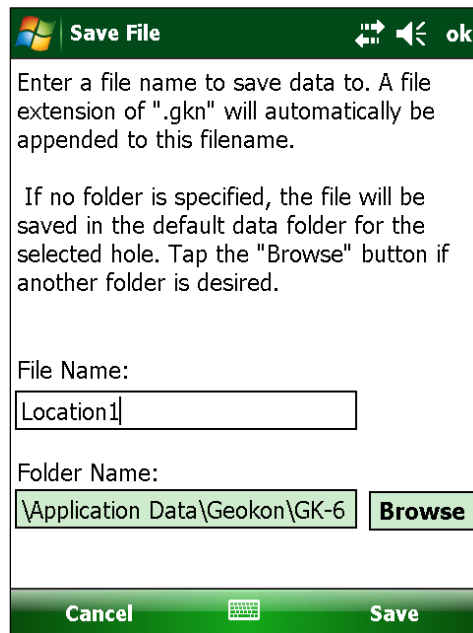 Save File
ok
Enter a file name to save data to. A file
extension of ".gkn" will automatically be
appended to this filename.
If no folder is specified, the file will be
saved in the default data folder for the
selected hole. Tap the "Browse" button if
another folder is desired.
File Name:
Location1
Folder Name:
\Application Data\Geokon\GK-6
Browse
Cancel
Save